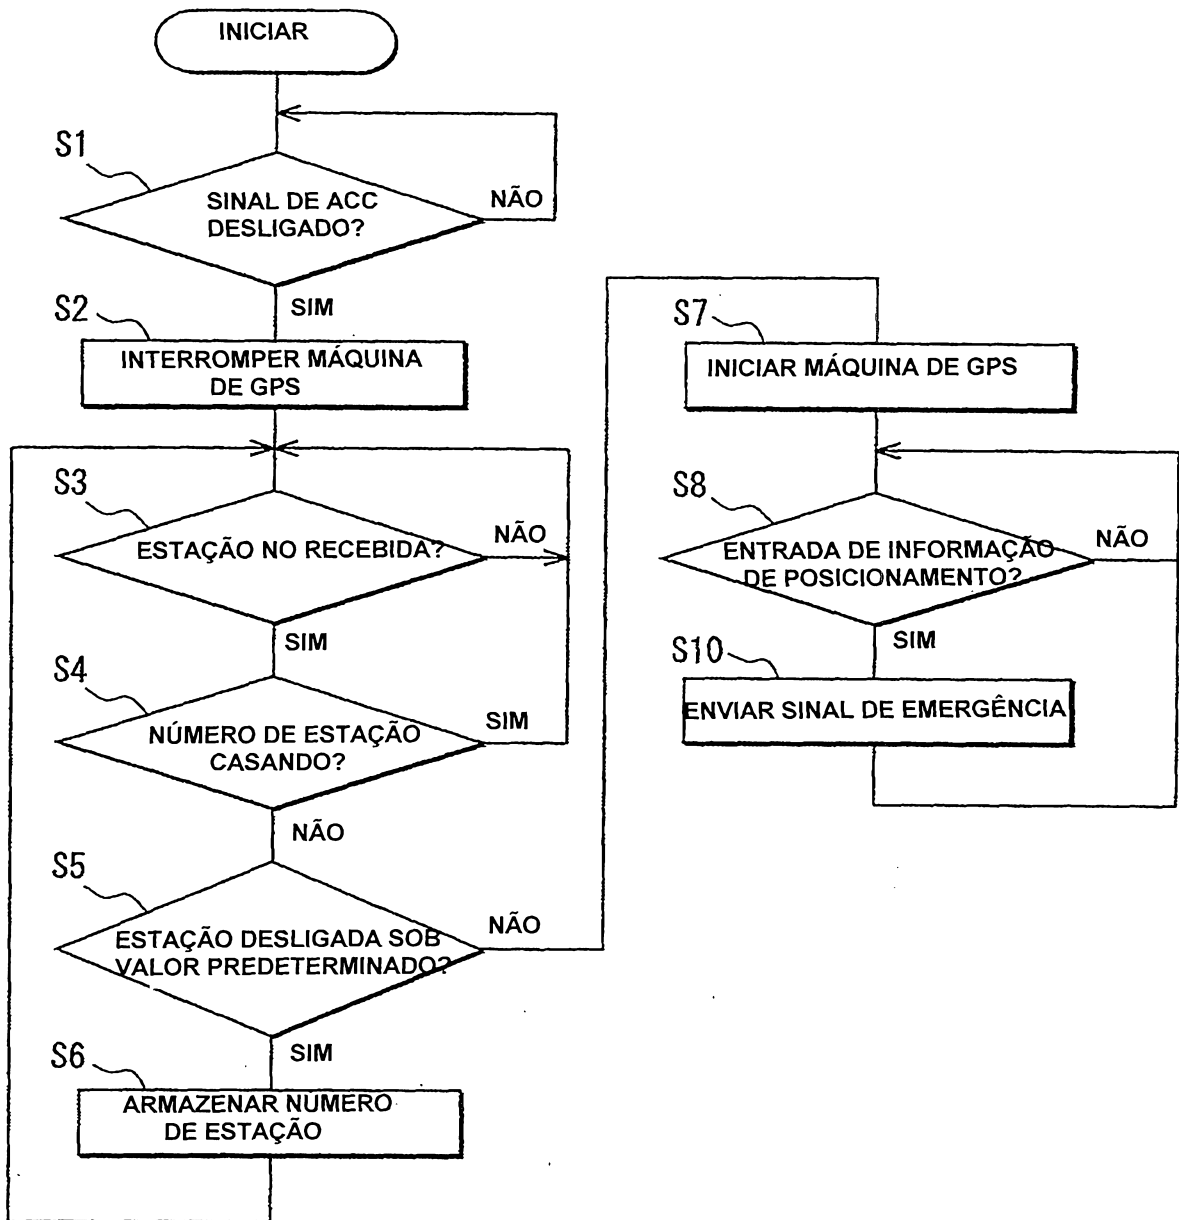 INICIAR
S1
SINAL DE ACC
DESLIGADO?
NÃO
SIM
S2
INTERROMPER MÁQUINA
DE GPS
S3
ESTAÇÃO NO RECEBIDA?
NÃO
SIM
S4
NÚMERO DE ESTAÇÃO
CASANDO?
SIM
NÃO
S5
ESTAÇÃO DESLIGADA SOB
VALOR PREDETERMINADO?
NÃO
SIM
S6
ARMAZENAR NÚMERO
DE ESTAÇÃO
S7
INICIAR MÁQUINA DE GPS
S8
ENTRADA DE INFORMAÇÃO
DE POSICIONAMENTO?
NÃO
SIM
S10
ENVIAR SINAL DE EMERGÊNCIA